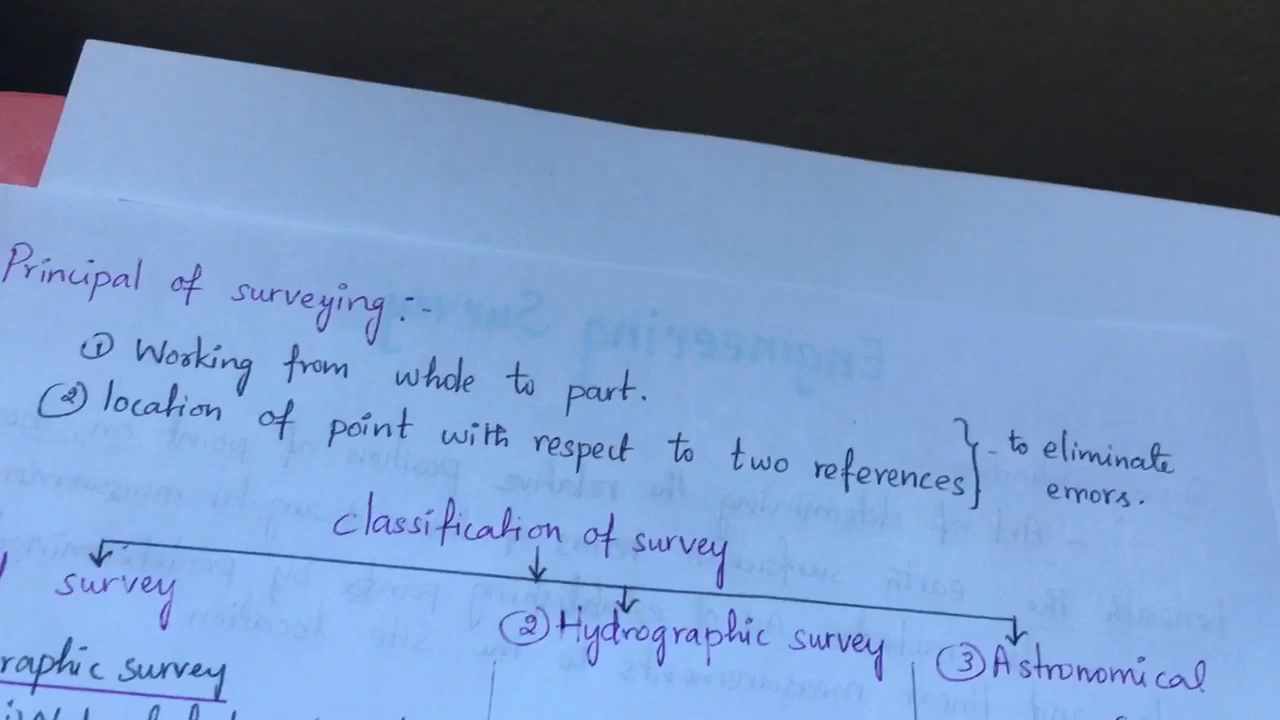 Principal of surveying :-
① Working from whole to part.
② location of point with respect to two references } - to eliminate errors.
classification of survey
survey
② Hydrographic survey
③ Astronomical
raphic survey